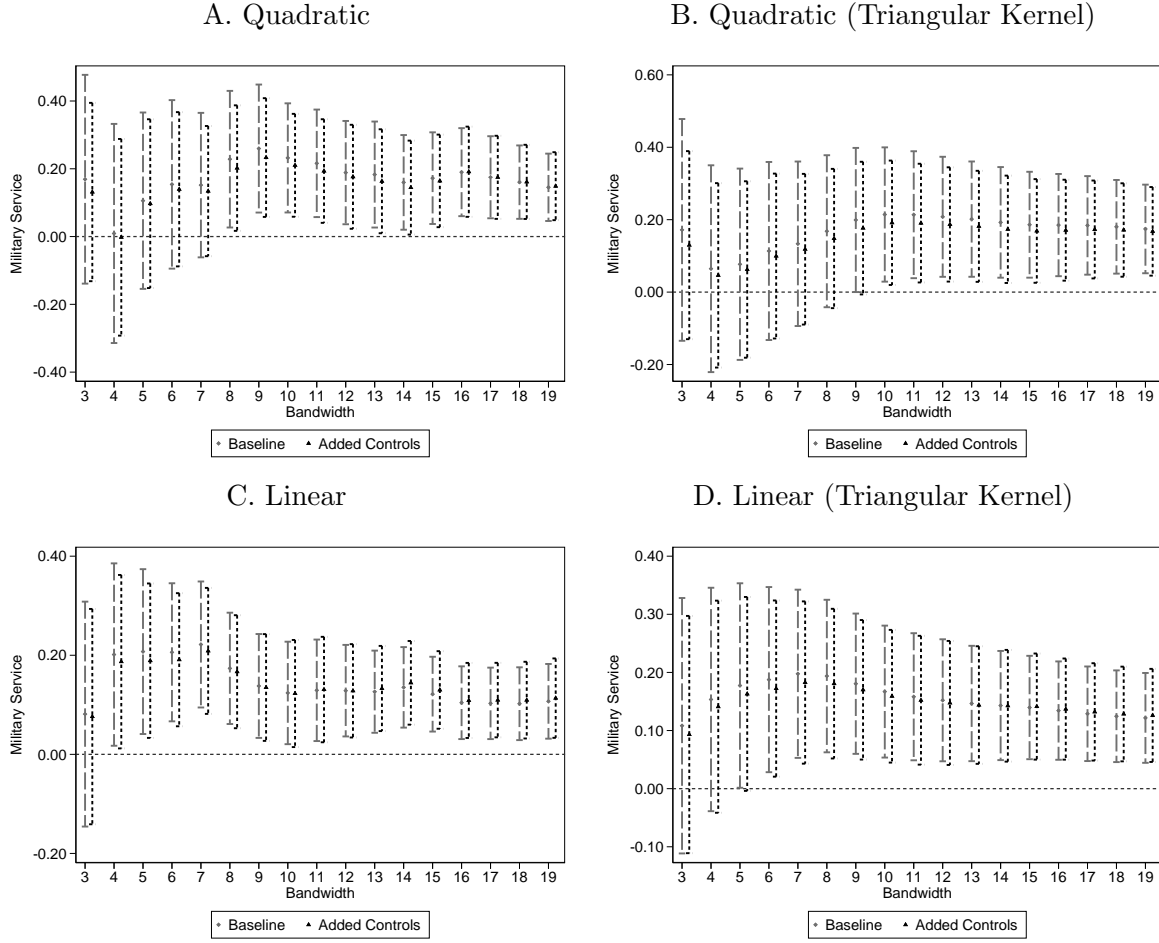 A. Quadratic
Military Service
0.40
0.20
0.00
-0.20
-0.40
3 4 5 6 7 8 9 10 11 12 13 14 15 16 17 18 19
Bandwidth
Baseline Added Controls
B. Quadratic (Triangular Kernel)
Military Service
0.60
0.40
0.20
0.00
-0.20
3 4 5 6 7 8 9 10 11 12 13 14 15 16 17 18 19
Bandwidth
Baseline Added Controls
C. Linear
Military Service
0.40
0.20
0.00
-0.20
3 4 5 6 7 8 9 10 11 12 13 14 15 16 17 18 19
Bandwidth
Baseline Added Controls
D. Linear (Triangular Kernel)
Military Service
0.40
0.30
0.20
0.10
0.00
-0.10
3 4 5 6 7 8 9 10 11 12 13 14 15 16 17 18 19
Bandwidth
Baseline Added Controls